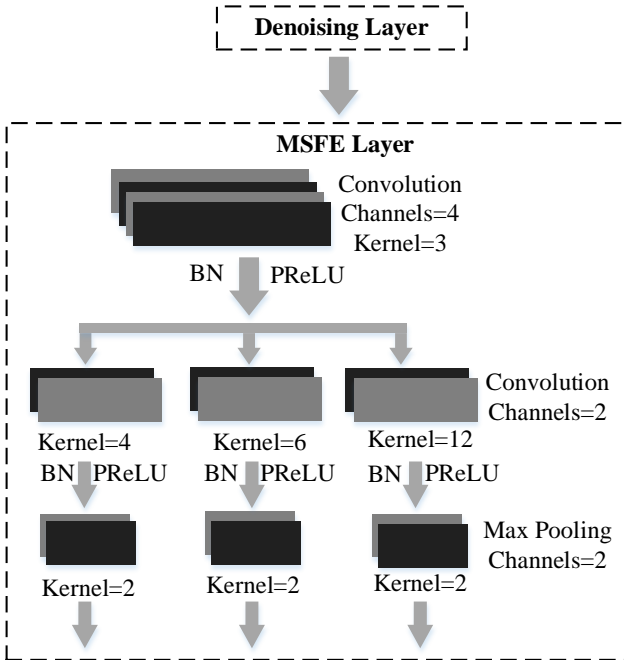 Denoising Layer
MSFE Layer
Convolution
Channels=4
Kernel=3
BN PReLU
Convolution
Channels=2
Kernel=4 Kernel=6 Kernel=12
BN PReLU BN PReLU BN PReLU
Max Pooling
Channels=2
Kernel=2 Kernel=2 Kernel=2